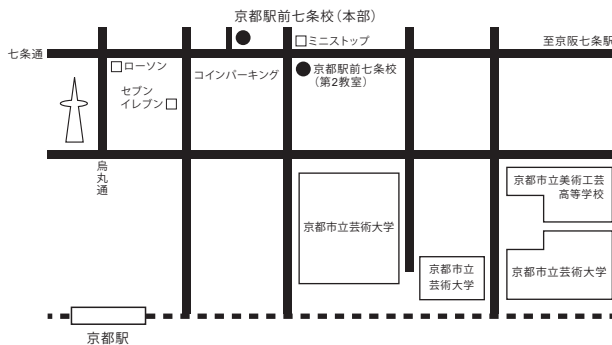 京都駅前七条校(本部)
七条通
ミニストップ
至京阪七条駅
ローソン
コインパーキング
京都駅前七条校
(第2教室)
セブン
イレブン
烏丸通
京都市立美術工芸
高等学校
京都市立芸術大学
京都市立
芸術大学
京都市立芸術大学
京都駅